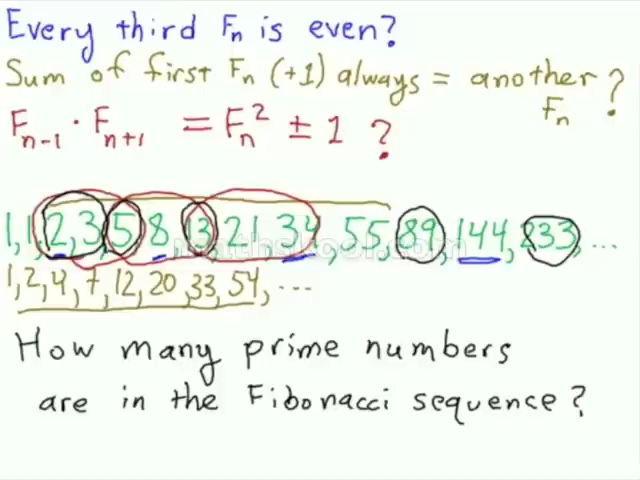 Every third Fn is even?
Sum of first Fn (+1) always = another Fn ?
Fn-1 · Fn+1 = Fn² ± 1 ?
1,1,2,3,5,8,13,21,34,55,89,144,233,...
mathskool.com
1,2,4,7,12,20,33,54,...
How many prime numbers
are in the Fibonacci sequence?